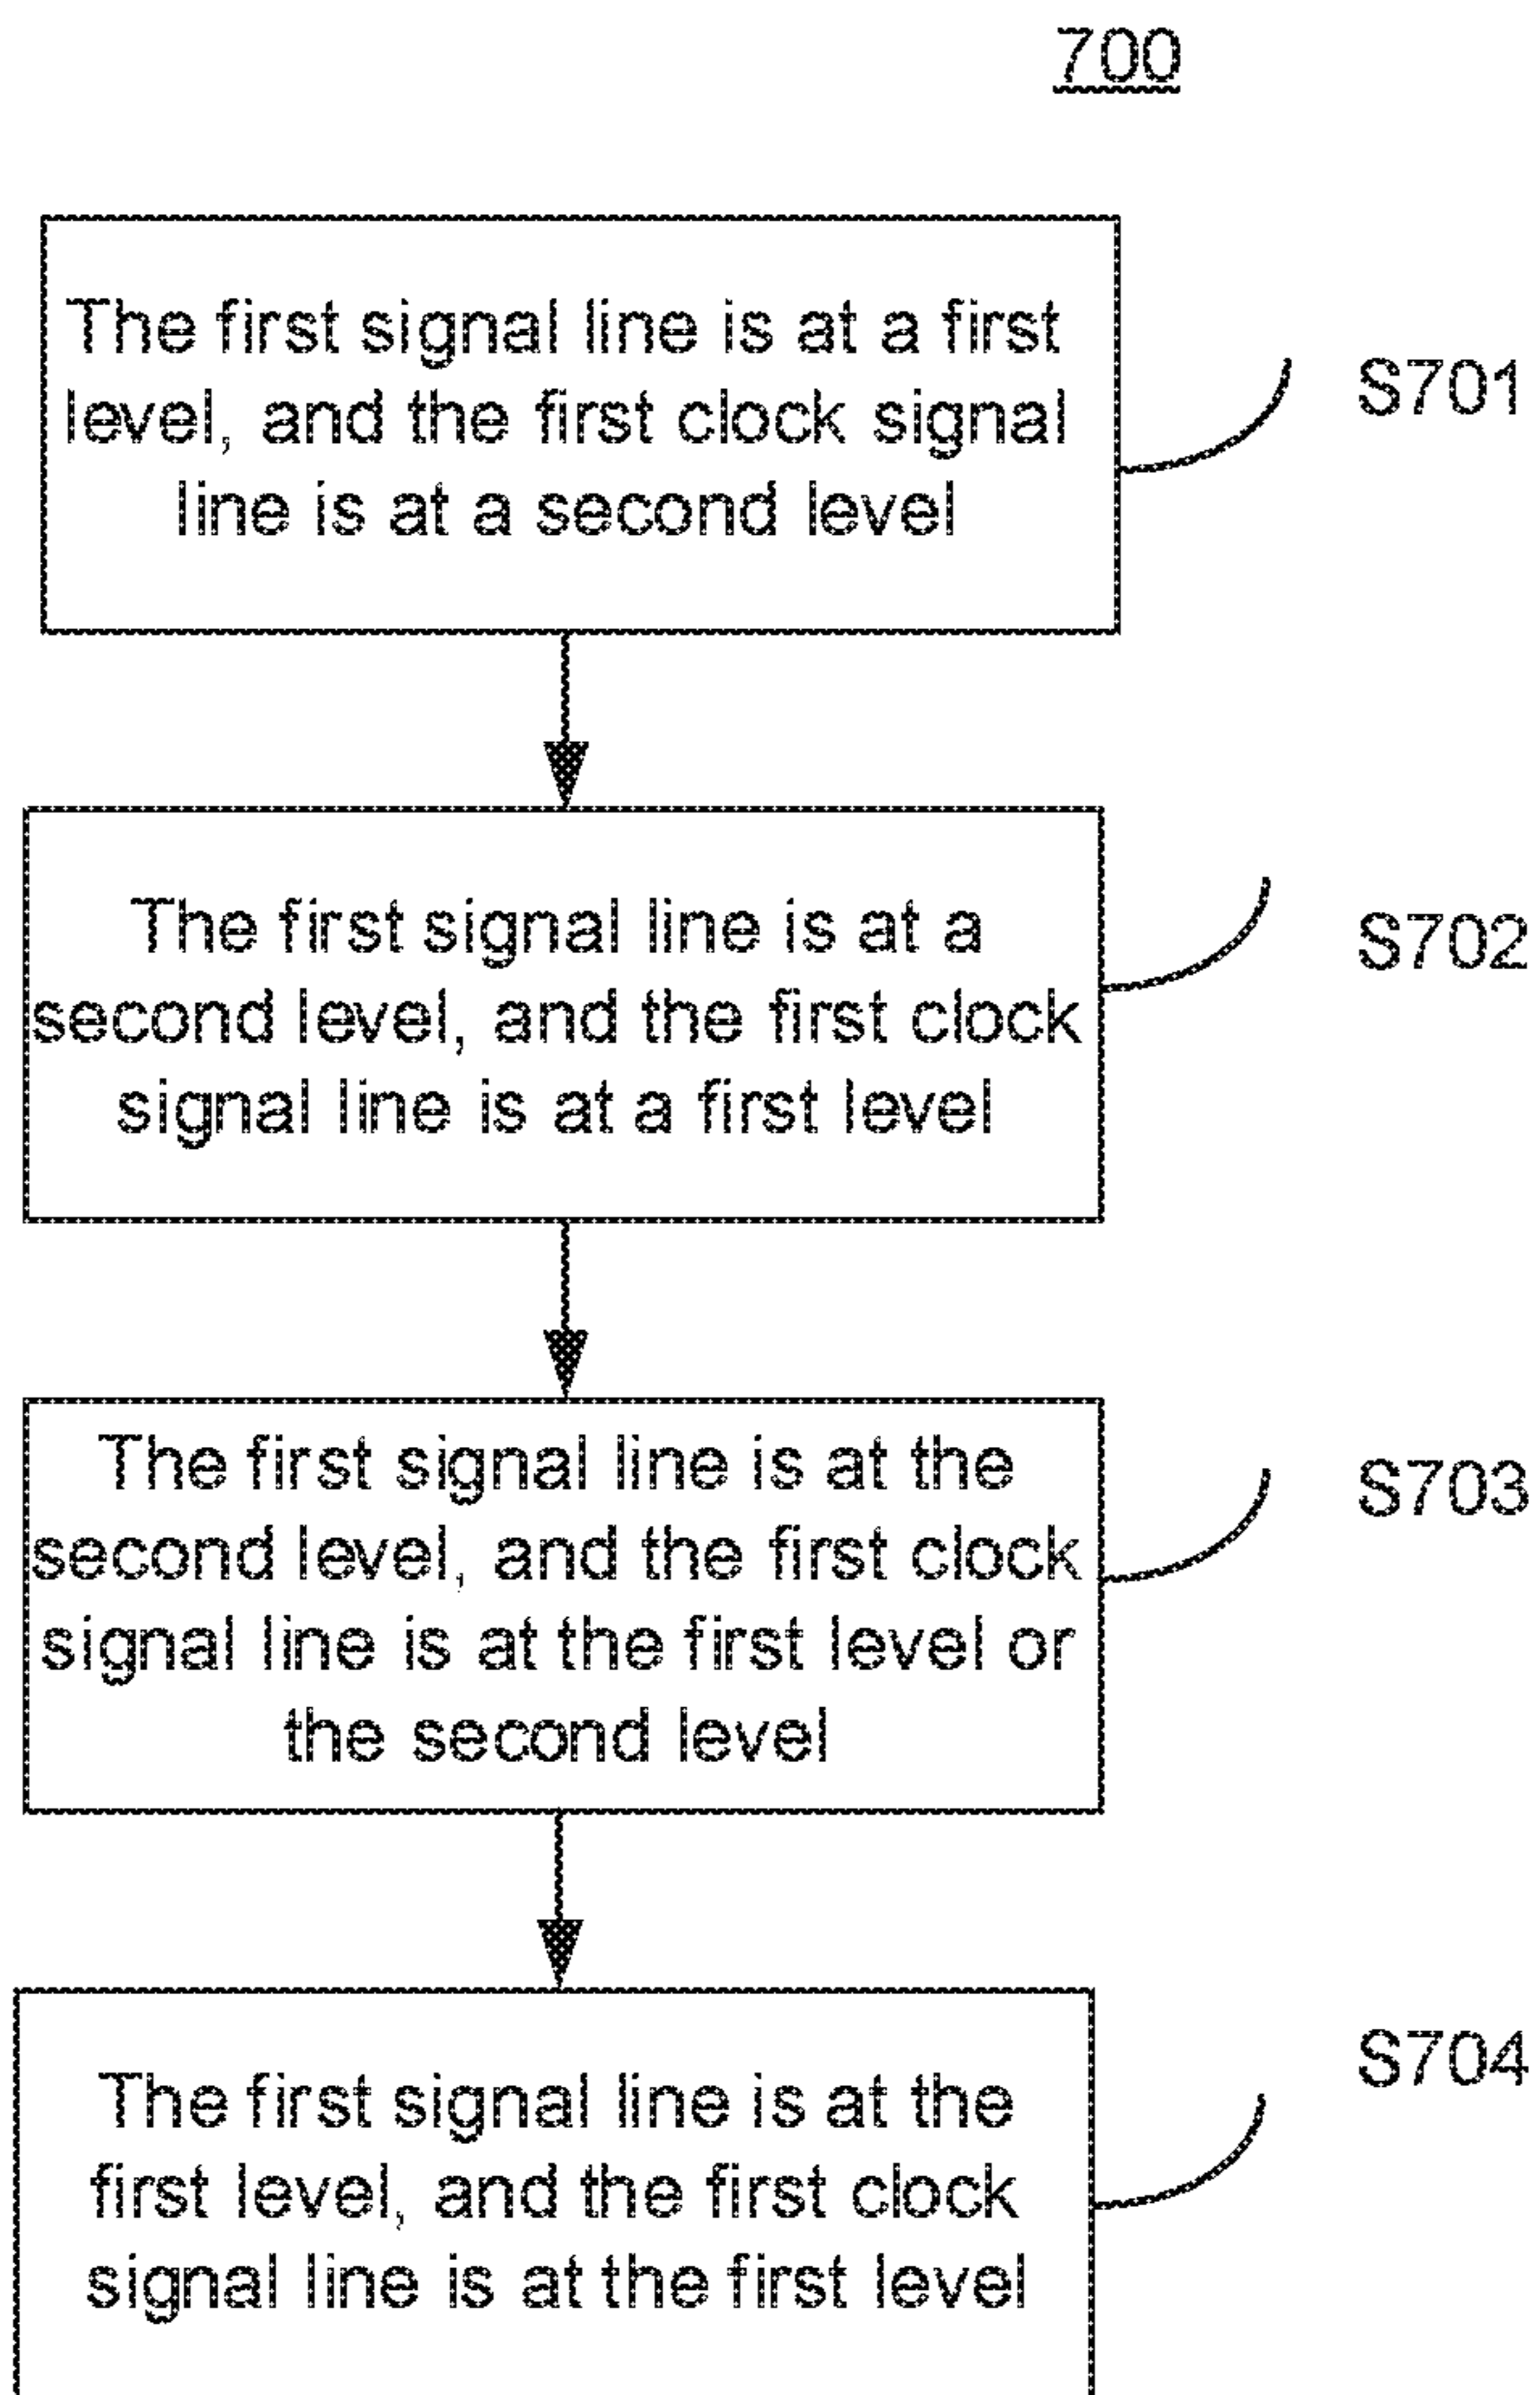 700
The first signal line is at a first
level, and the first clock signal
line is at a second level
S701
The first signal line is at a
second level, and the first clock
signal line is at a first level
S702
The first signal line is at the
second level, and the first clock
signal line is at the first level or
the second level
S703
The first signal line is at the
first level, and the first clock
signal line is at the first level
S704